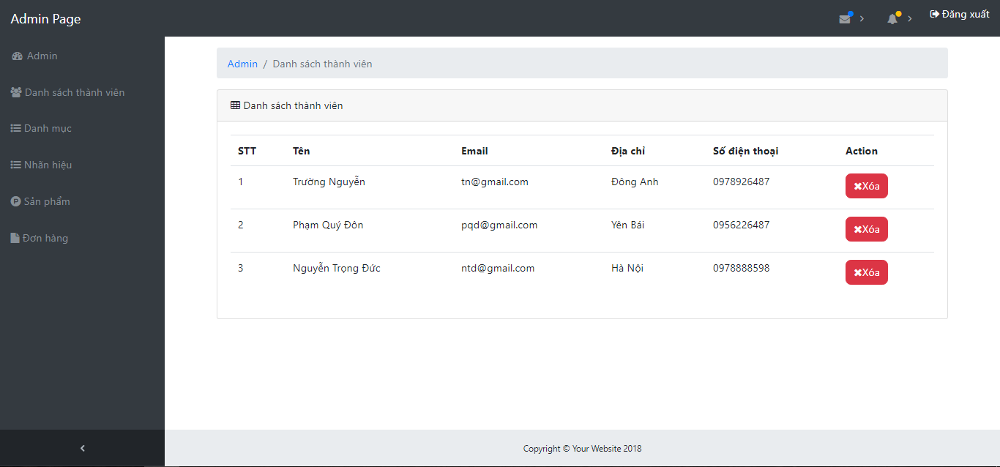 Admin Page
Đăng xuất
Admin
Danh sách thành viên
Danh mục
Nhãn hiệu
Sản phẩm
Đơn hàng
Admin / Danh sách thành viên
Danh sách thành viên
STT Tên Email Địa chỉ Số điện thoại Action
1 Trường Nguyễn tn@gmail.com Đông Anh 0978926487 Xóa
2 Phạm Quý Đôn pqd@gmail.com Yên Bái 0956226487 Xóa
3 Nguyễn Trọng Đức ntd@gmail.com Hà Nội 0978888598 Xóa
Copyright © Your Website 2018